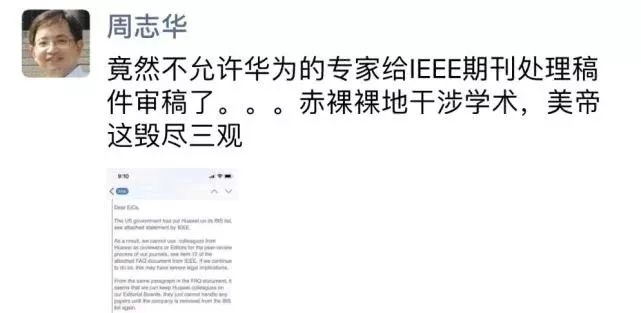 周志华
竟然不允许华为的专家给IEEE期刊处理稿
件审稿了。。。赤裸裸地干涉学术，美帝
这毁尽三观
9:10
Dear EiCs,
The US government has put Huawei on its BIS list,
see attached statement by IEEE.
As a result, we cannot use colleagues from
Huawei as reviewers or Editors for the peer-review
process of our journals, see item 12 of the
attached FAQ document from IEEE. If we continue
to do so, this may have severe legal implications.
From the same paragraph in the FAQ document, it
seems that we can keep Huawei colleagues on
our Editorial Boards, they just cannot handle any
papers until the company is removed from the BIS
list again.